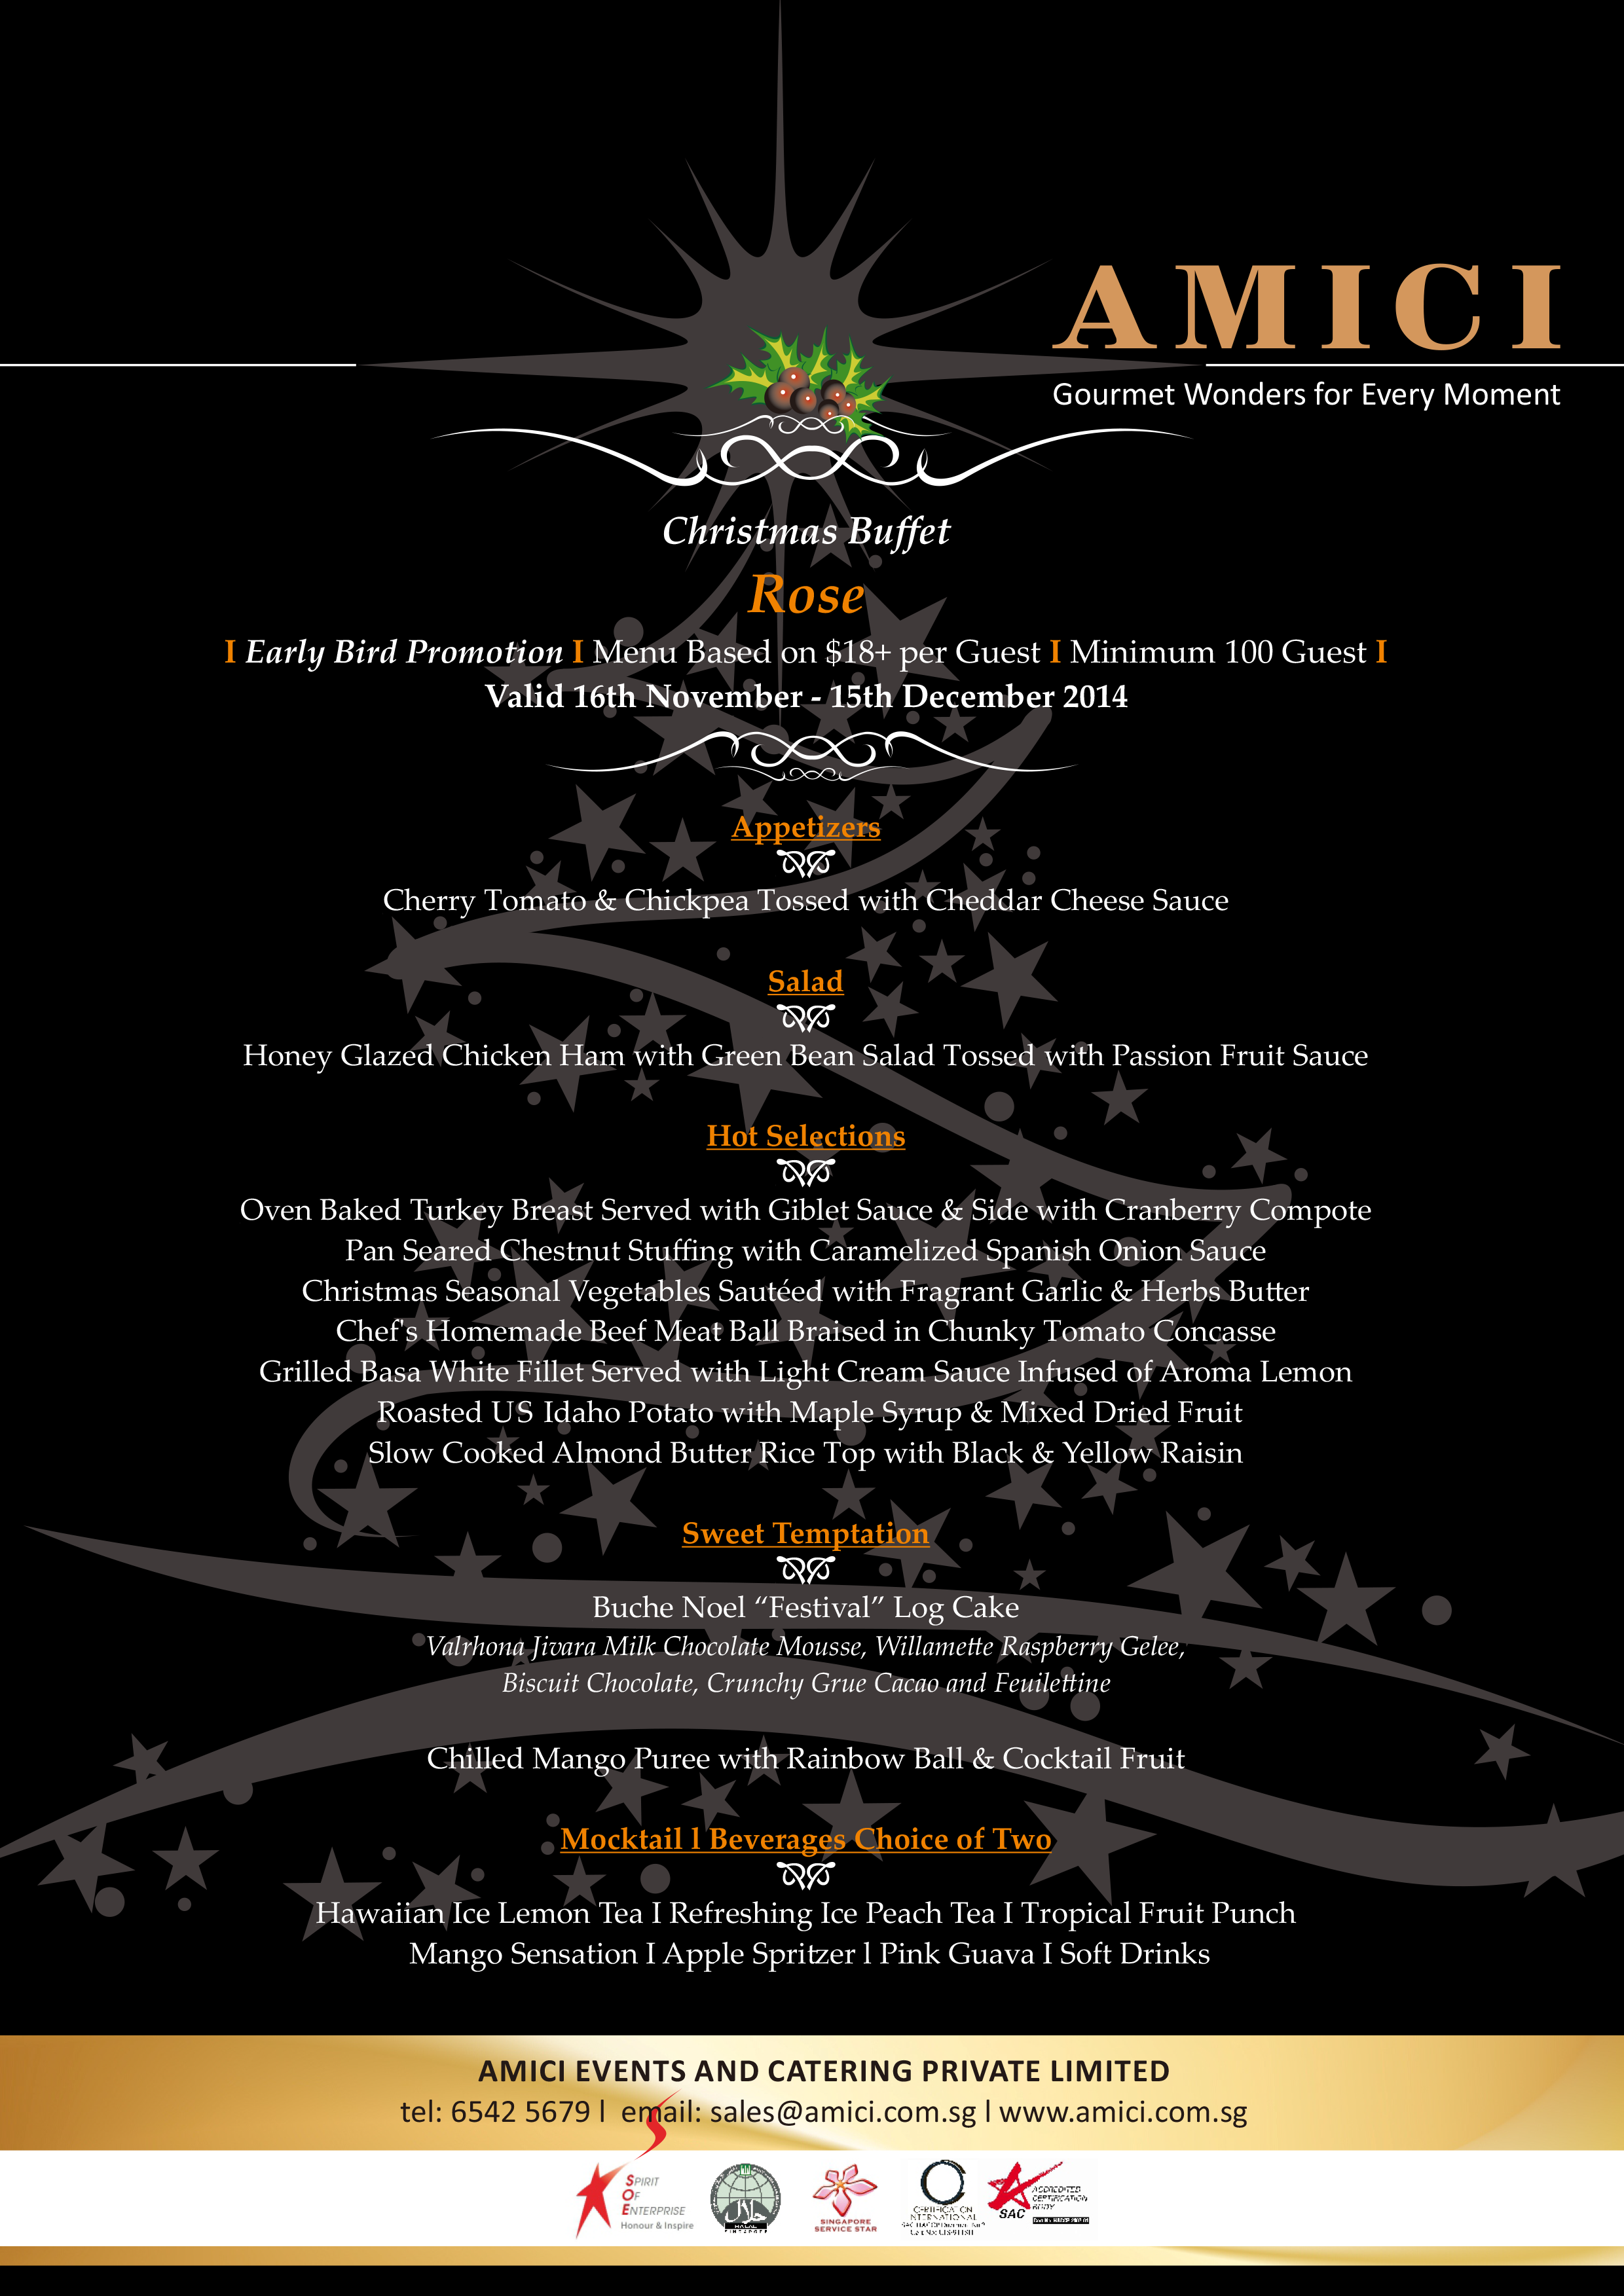 AMICI
Gourmet Wonders for Every Moment
Christmas Buffet
Rose
I Early Bird Promotion I Menu Based on $18+ per Guest I Minimum 100 Guest I
Valid 16th November - 15th December 2014
Appetizers
Cherry Tomato & Chickpea Tossed with Cheddar Cheese Sauce
Salad
Honey Glazed Chicken Ham with Green Bean Salad Tossed with Passion Fruit Sauce
Hot Selections
Oven Baked Turkey Breast Served with Giblet Sauce & Side with Cranberry Compote
Pan Seared Chestnut Stuffing with Caramelized Spanish Onion Sauce
Christmas Seasonal Vegetables Sautéed with Fragrant Garlic & Herbs Butter
Chef's Homemade Beef Meat Ball Braised in Chunky Tomato Concasse
Grilled Basa White Fillet Served with Light Cream Sauce Infused of Aroma Lemon
Roasted US Idaho Potato with Maple Syrup & Mixed Dried Fruit
Slow Cooked Almond Butter Rice Top with Black & Yellow Raisin
Sweet Temptation
Buche Noel “Festival” Log Cake
Valrhona Jivara Milk Chocolate Mousse, Willamette Raspberry Gelee,
Biscuit Chocolate, Crunchy Grue Cacao and Feuilettine
Chilled Mango Puree with Rainbow Ball & Cocktail Fruit
Mocktail l Beverages Choice of Two
Hawaiian Ice Lemon Tea I Refreshing Ice Peach Tea I Tropical Fruit Punch
Mango Sensation I Apple Spritzer l Pink Guava I Soft Drinks
AMICI EVENTS AND CATERING PRIVATE LIMITED
tel: 6542 5679 l email: sales@amici.com.sg l www.amici.com.sg
SPIRIT
OF
ENTERPRISE
Honour & Inspire
HALAL
SINGAPORE
SINGAPORE
SERVICE STAR
CERTIFICATION
INTERNATIONAL
SAC
ACCREDITED
CERTIFICATION
BODY